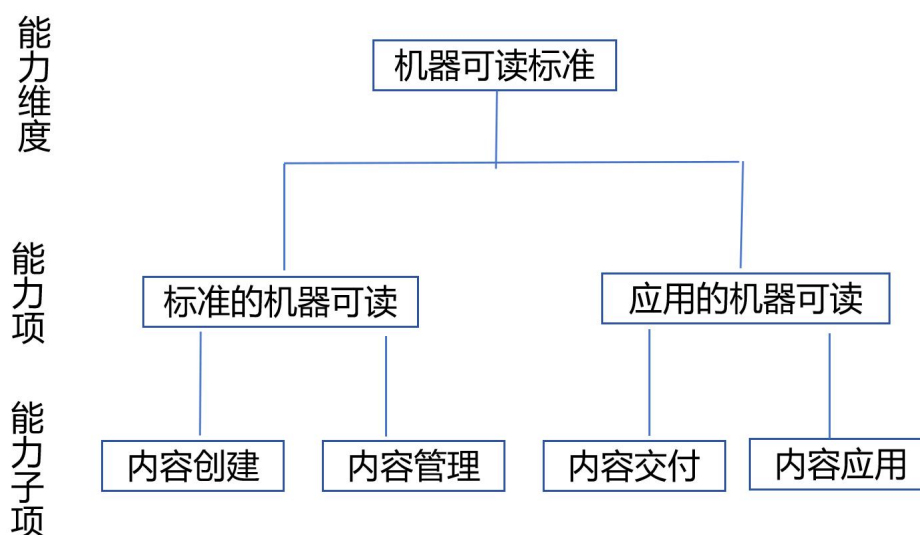 能力维度
机器可读标准
能力项
标准的机器可读
应用的机器可读
能力子项
内容创建
内容管理
内容交付
内容应用